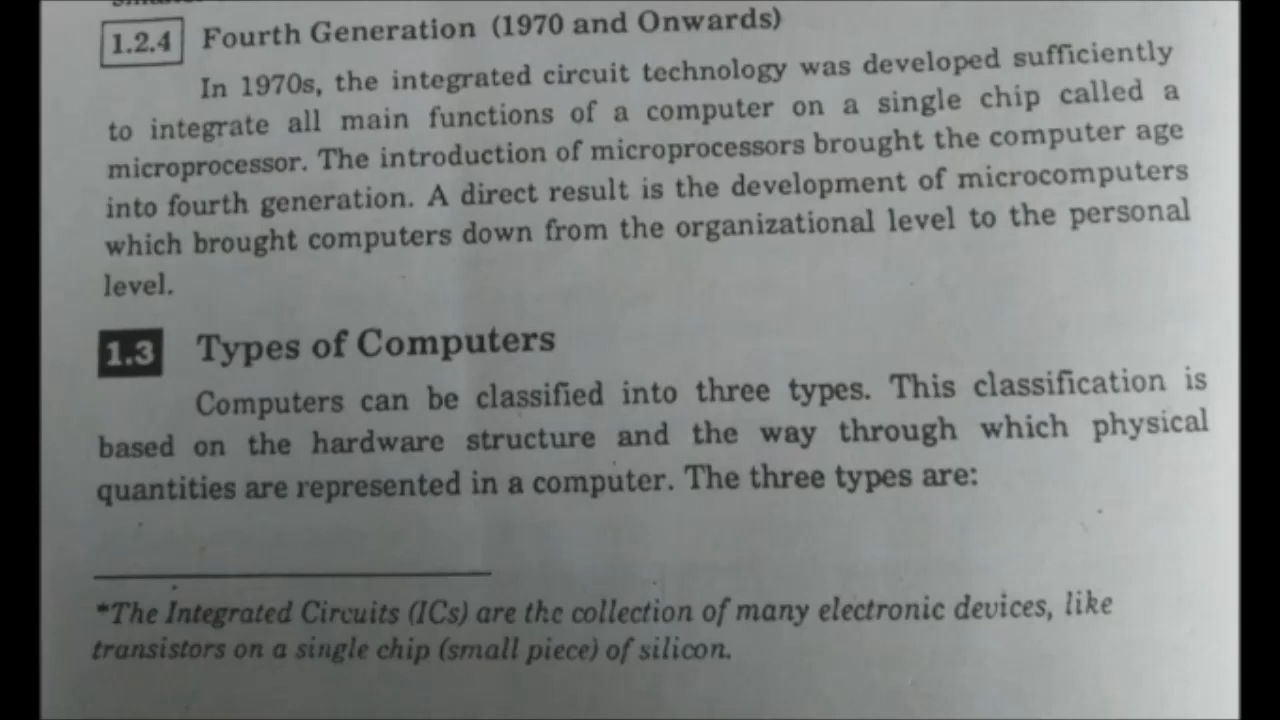 1.2.4 Fourth Generation (1970 and Onwards)
In 1970s, the integrated circuit technology was developed sufficiently
to integrate all main functions of a computer on a single chip called a
microprocessor. The introduction of microprocessors brought the computer age
into fourth generation. A direct result is the development of microcomputers
which brought computers down from the organizational level to the personal
level.
1.3 Types of Computers
Computers can be classified into three types. This classification is
based on the hardware structure and the way through which physical
quantities are represented in a computer. The three types are:
*The Integrated Circuits (ICs) are the collection of many electronic devices, like
transistors on a single chip (small piece) of silicon.